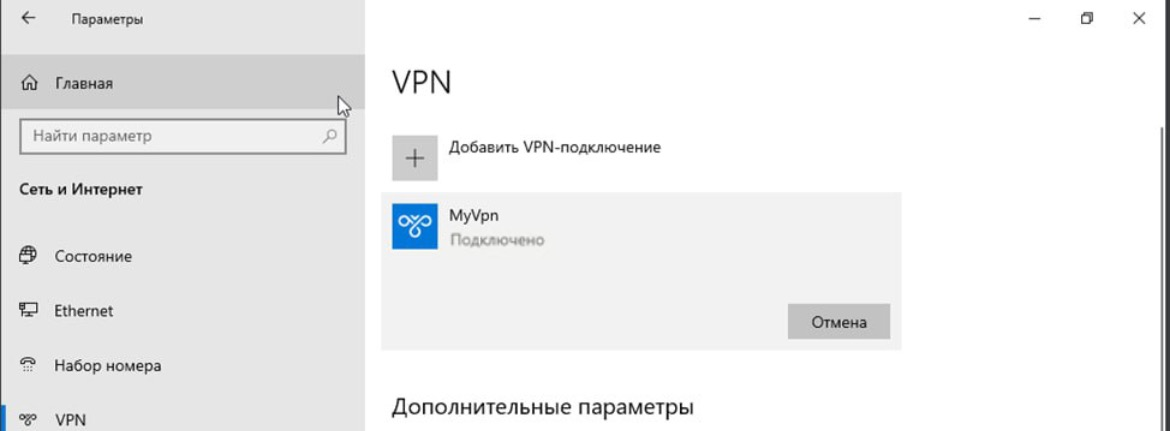 Параметры
Главная
Найти параметр
Сеть и Интернет
Состояние
Ethernet
Набор номера
VPN
VPN
Добавить VPN-подключение
MyVpn
Подключено
Отмена
Дополнительные параметры